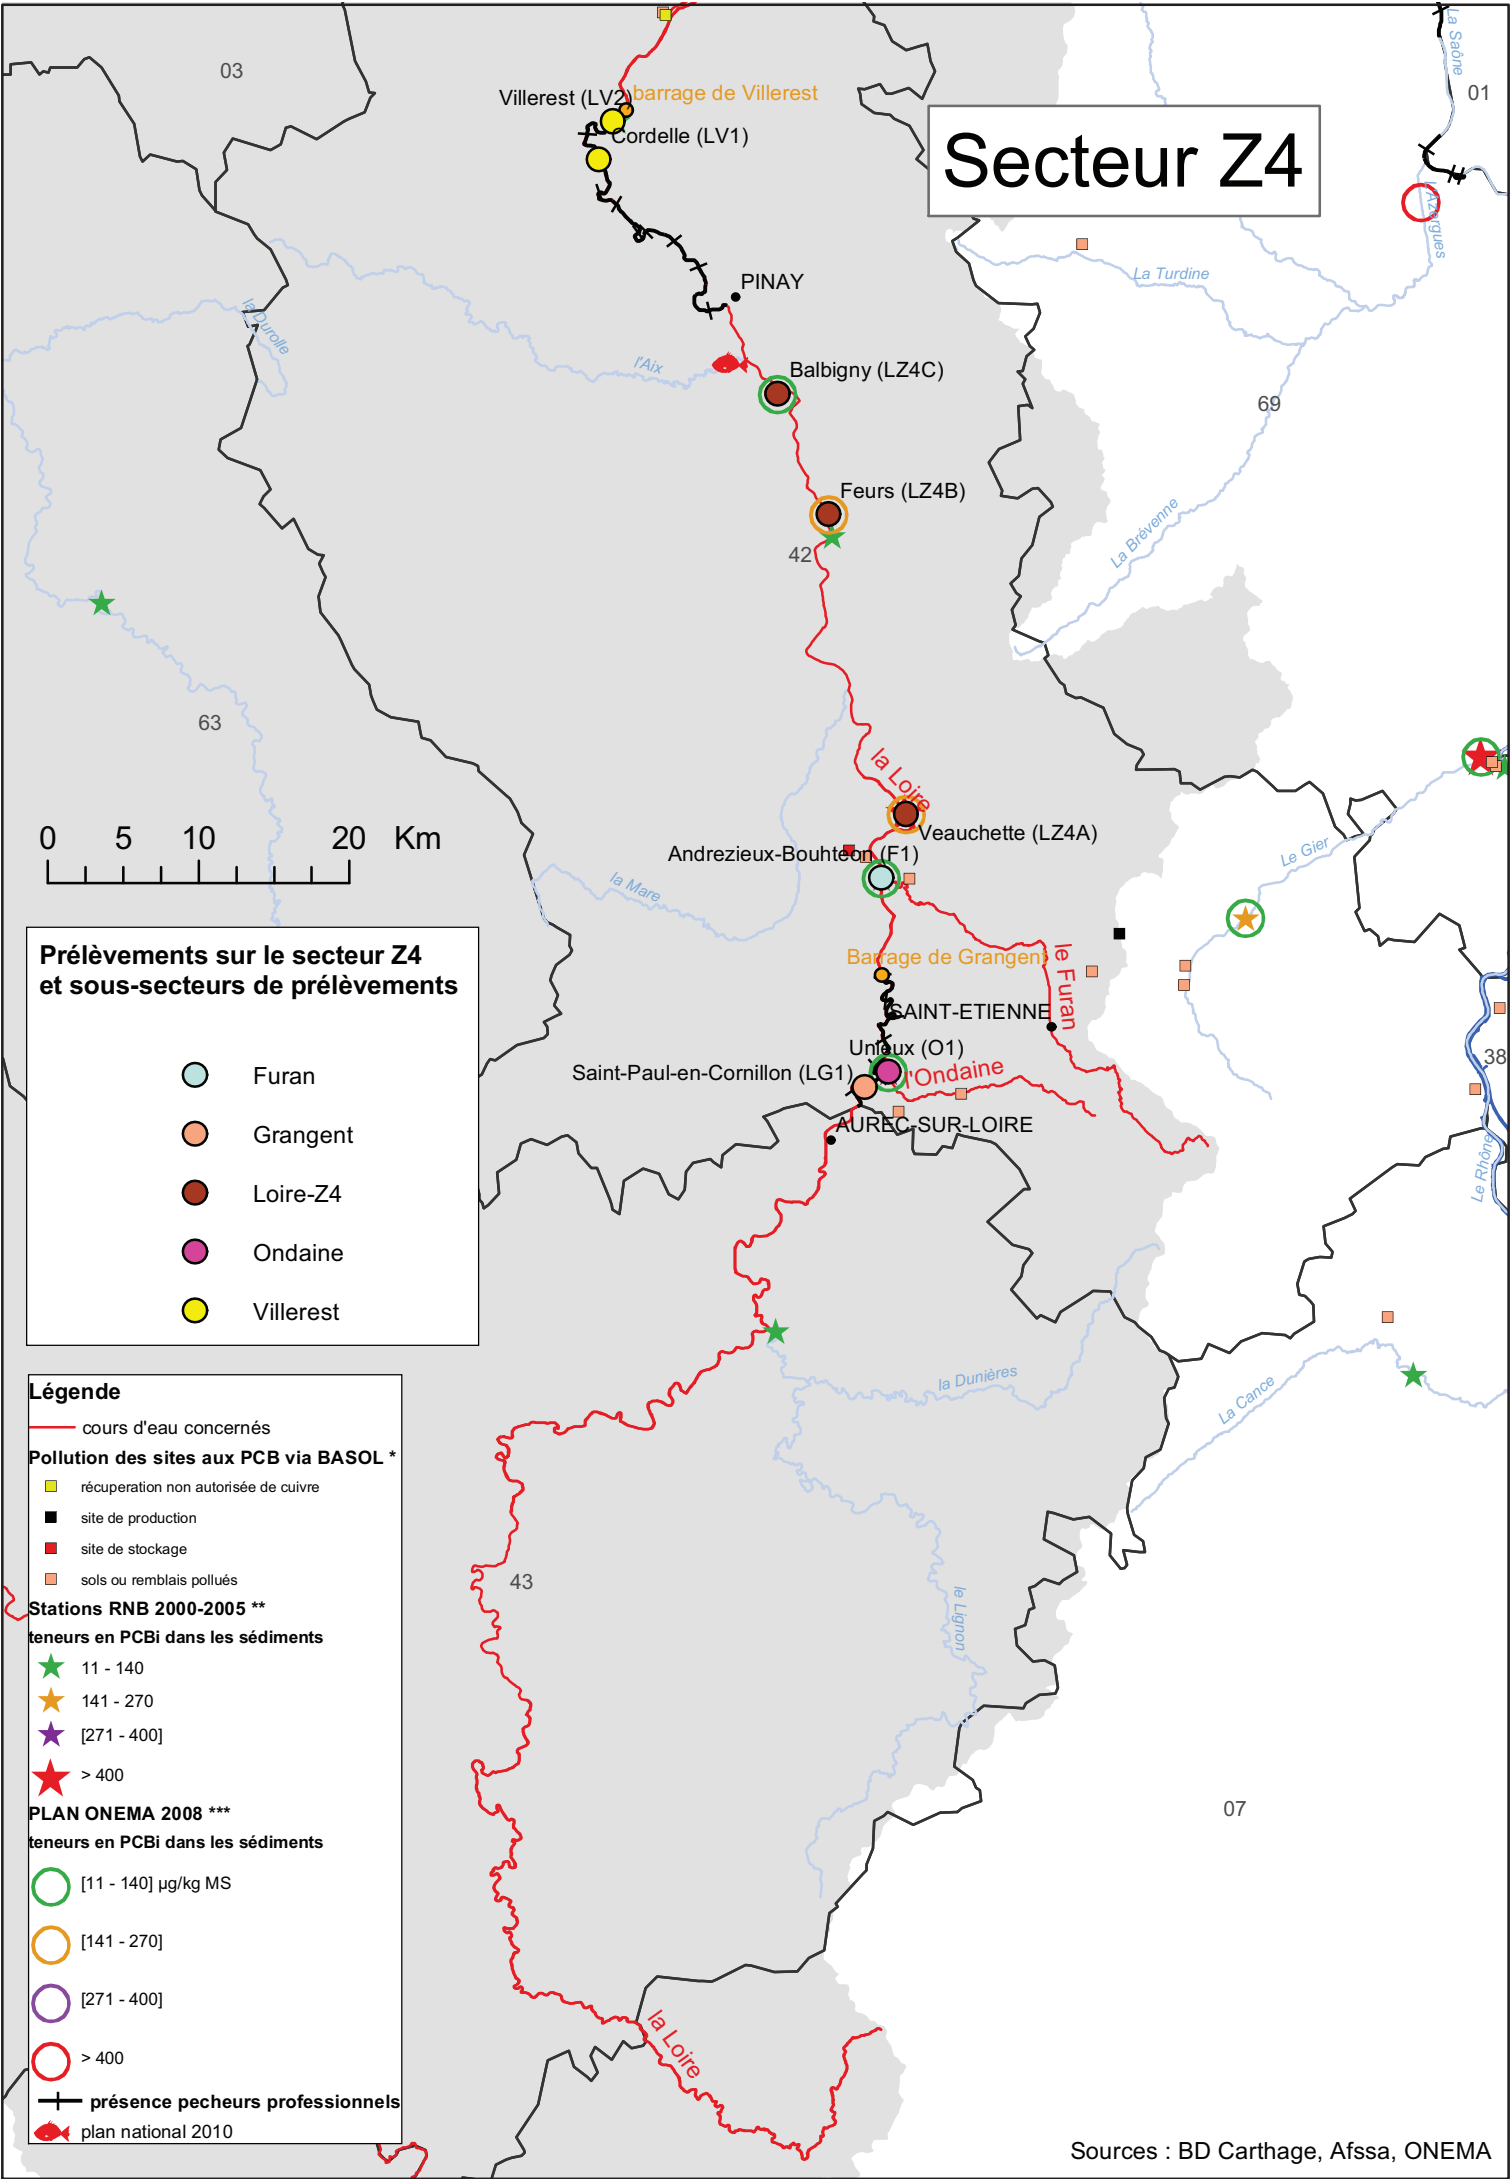 03
Villerest (LV2)
barrage de Villerest
Cordelle (LV1)
Secteur Z4
La Saône
01
l'Azergues
La Turdine
PINAY
la Durolle
l'Aix
Balbigny (LZ4C)
69
Feurs (LZ4B)
42
La Brévenne
63
la Loire
Veauchette (LZ4A)
Andrezieux-Bouhteon (F1)
0 5 10 20 Km
la Mare
Le Gier
Barrage de Grangent
le Furan
SAINT-ETIENNE
Unieux (O1)
Saint-Paul-en-Cornillon (LG1)
l'Ondaine
AUREC-SUR-LOIRE
38
Le Rhône
Prélèvements sur le secteur Z4
et sous-secteurs de prélèvements
Furan
Grangent
Loire-Z4
Ondaine
Villerest
la Dunières
La Cance
Légende
cours d'eau concernés
Pollution des sites aux PCB via BASOL *
récuperation non autorisée de cuivre
site de production
site de stockage
sols ou remblais pollués
Stations RNB 2000-2005 **
teneurs en PCBi dans les sédiments
11 - 140
141 - 270
[271 - 400]
> 400
PLAN ONEMA 2008 ***
teneurs en PCBi dans les sédiments
[11 - 140] µg/kg MS
[141 - 270]
[271 - 400]
> 400
présence pecheurs professionnels
plan national 2010
43
le Lignon
07
la Loire
Sources : BD Carthage, Afssa, ONEMA